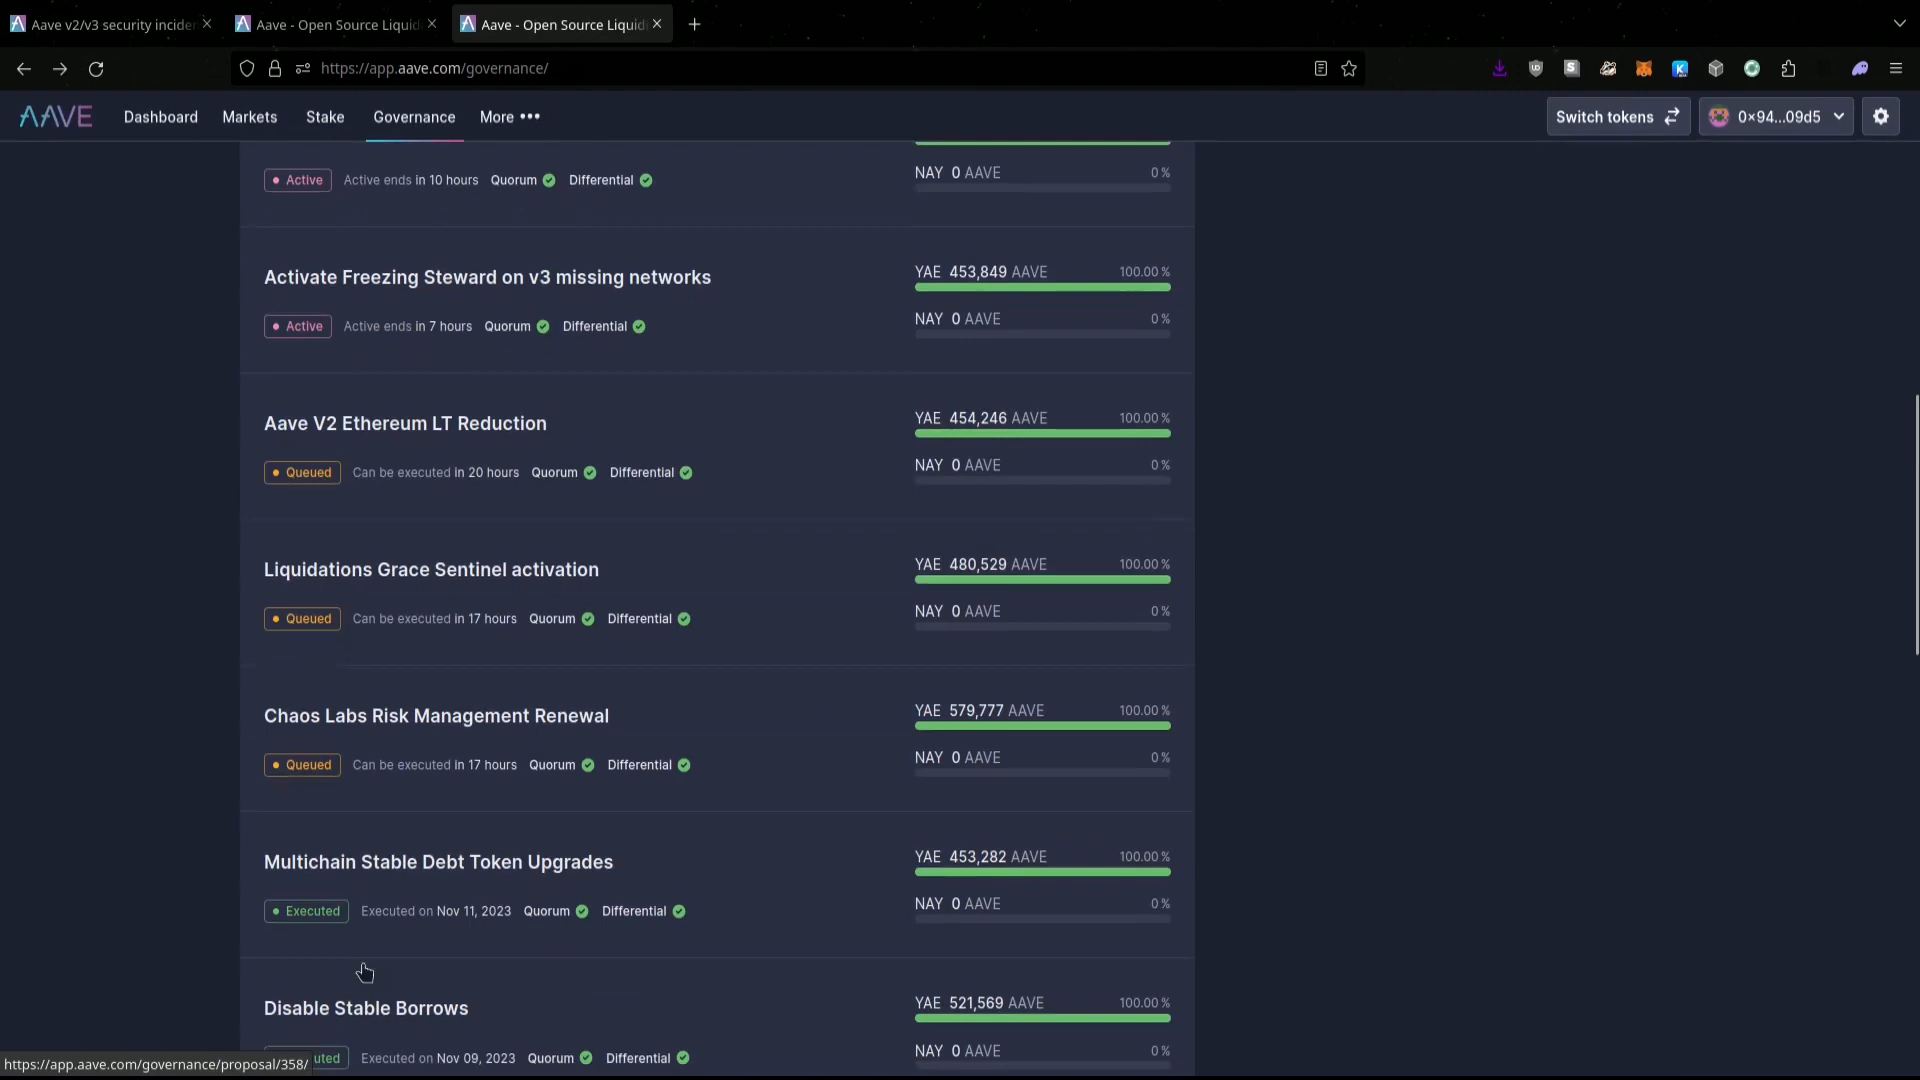 Aave v2/v3 security incide
Aave - Open Source Liquid
Aave - Open Source Liquid
https://app.aave.com/governance/
AAVE
Dashboard
Markets
Stake
Governance
More
Switch tokens
0x94...09d5
Active
Active ends in 10 hours
Quorum
Differential
NAY 0 AAVE
0 %
Activate Freezing Steward on v3 missing networks
YAE 453,849 AAVE
100.00 %
Active
Active ends in 7 hours
Quorum
Differential
NAY 0 AAVE
0 %
Aave V2 Ethereum LT Reduction
YAE 454,246 AAVE
100.00 %
Queued
Can be executed in 20 hours
Quorum
Differential
NAY 0 AAVE
0 %
Liquidations Grace Sentinel activation
YAE 480,529 AAVE
100.00 %
Queued
Can be executed in 17 hours
Quorum
Differential
NAY 0 AAVE
0 %
Chaos Labs Risk Management Renewal
YAE 579,777 AAVE
100.00 %
Queued
Can be executed in 17 hours
Quorum
Differential
NAY 0 AAVE
0 %
Multichain Stable Debt Token Upgrades
YAE 453,282 AAVE
100.00 %
Executed
Executed on Nov 11, 2023
Quorum
Differential
NAY 0 AAVE
0 %
Disable Stable Borrows
YAE 521,569 AAVE
100.00 %
uted
Executed on Nov 09, 2023
Quorum
Differential
NAY 0 AAVE
0 %
https://app.aave.com/governance/proposal/358/